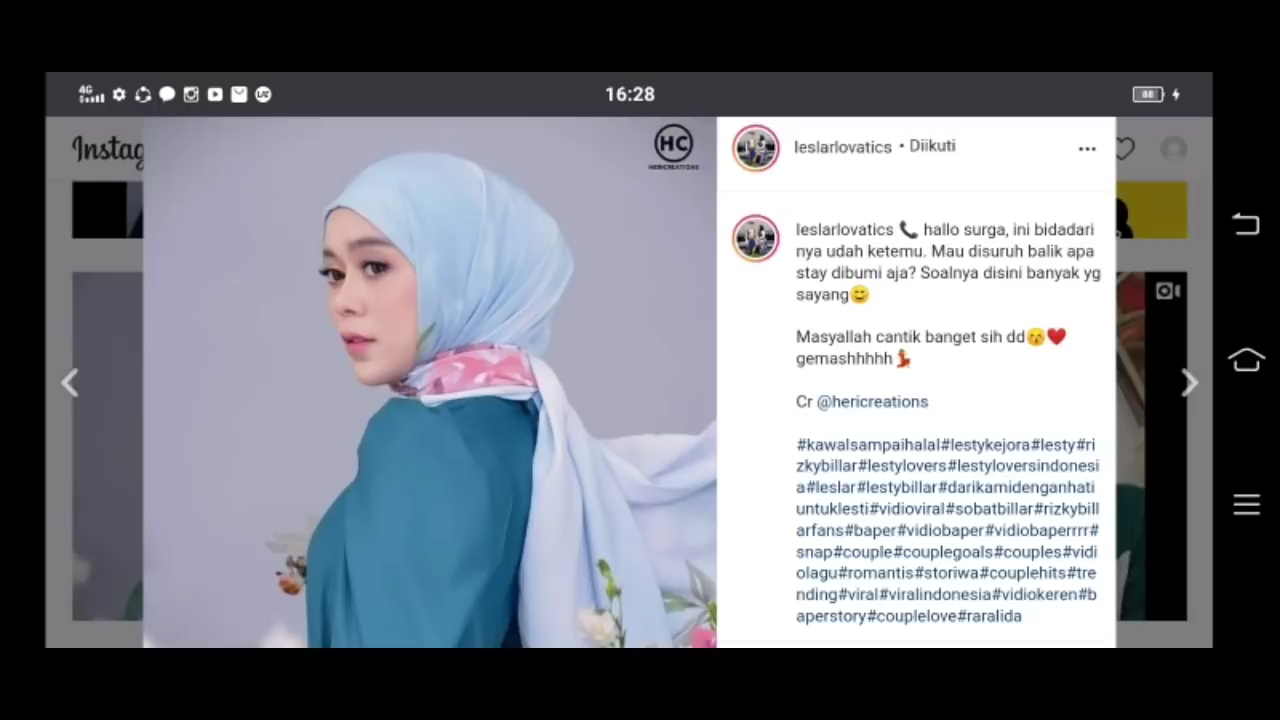 4G
16:28
88
Instag
HC
HERICREATIONS
leslarlovatics • Diikuti
leslarlovatics 📞 hallo surga, ini bidadari
nya udah ketemu. Mau disuruh balik apa
stay dibumi aja? Soalnya disini banyak yg
sayang😊
Masyallah cantik banget sih dd😚❤️
gemashhhhh💃
Cr @hericreations
#kawalsampaihalal#lestykejora#lesty#ri
zkybillar#lestylovers#lestyloversindonesi
a#leslar#lestybillar#darikamidenganhati
untuklesti#vidioviral#sobatbillar#rizkybill
arfans#baper#vidiobaper#vidiobaperrrr#
snap#couple#couplegoals#couples#vidi
olagu#romantis#storiwa#couplehits#tre
nding#viral#viralindonesia#vidiokeren#b
aperstory#couplelove#raralida